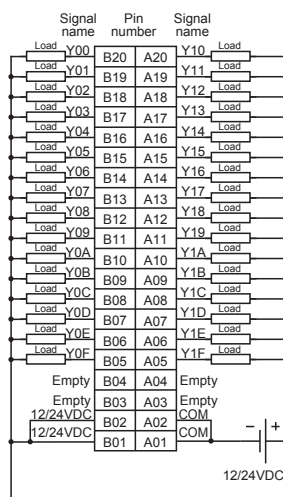 Signal name Pin number Signal name
Load Y00 B20 A20 Y10 Load
Load Y01 B19 A19 Y11 Load
Load Y02 B18 A18 Y12 Load
Load Y03 B17 A17 Y13 Load
Load Y04 B16 A16 Y14 Load
Load Y05 B15 A15 Y15 Load
Load Y06 B14 A14 Y16 Load
Load Y07 B13 A13 Y17 Load
Load Y08 B12 A12 Y18 Load
Load Y09 B11 A11 Y19 Load
Load Y0A B10 A10 Y1A Load
Load Y0B B09 A09 Y1B Load
Load Y0C B08 A08 Y1C Load
Load Y0D B07 A07 Y1D Load
Load Y0E B06 A06 Y1E Load
Load Y0F B05 A05 Y1F Load
Empty B04 A04 Empty
Empty B03 A03 Empty
12/24VDC B02 A02 COM
12/24VDC B01 A01 COM
- +
12/24VDC